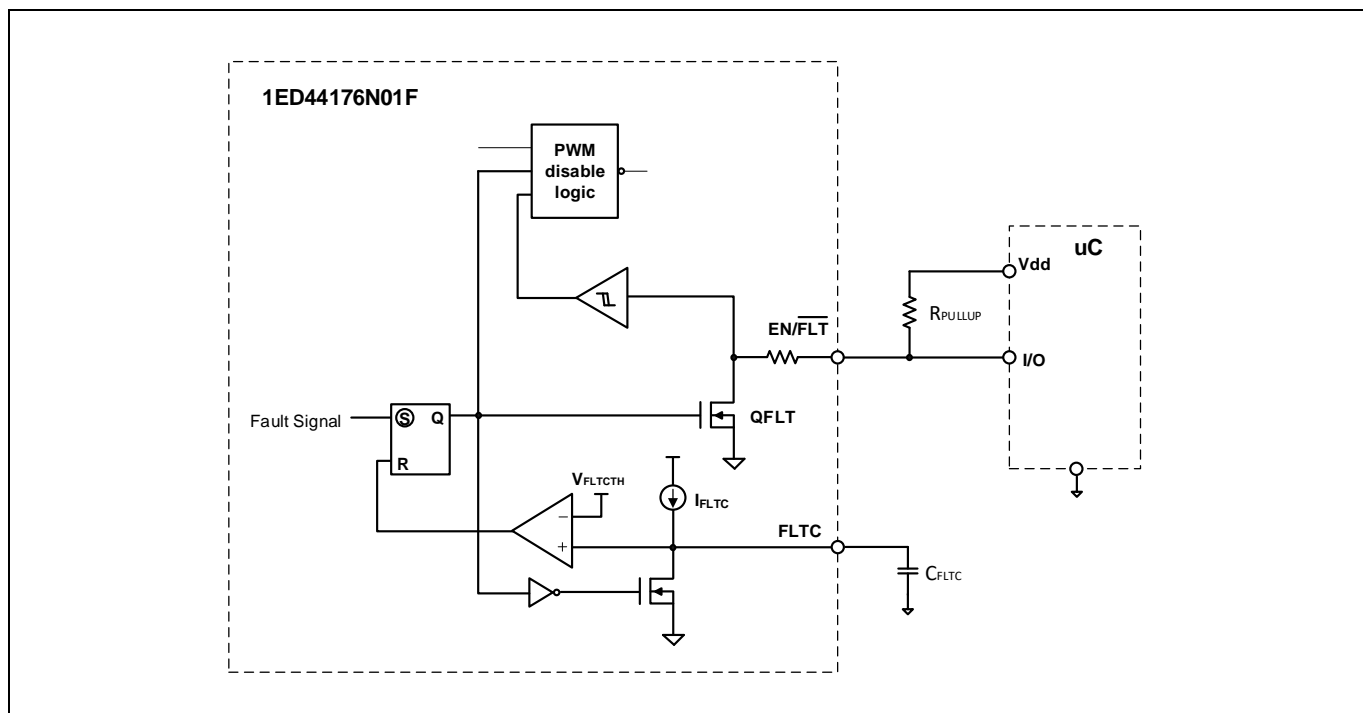 1ED44176N01F
PWM
disable
logic
uC
Vdd
RPULLUP
EN/FLT
I/O
Fault Signal
S
Q
QFLT
R
VFLTCTH
IFLTC
-
+
FLTC
CFLTC